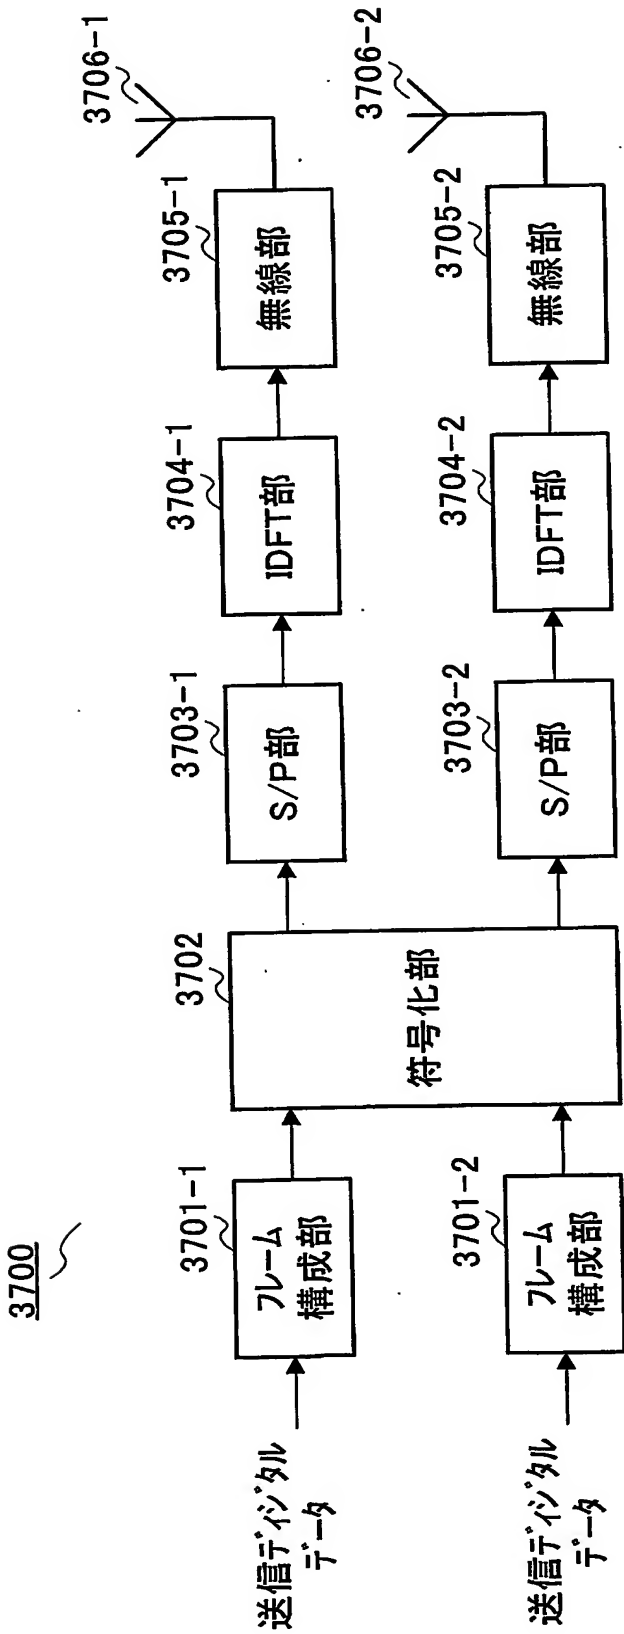 3700
送信ディジタル
データ
3701-1
フレーム
構成部
3702
符号化部
3703-1
S/P部
3704-1
IDFT部
3705-1
無線部
3706-1
送信ディジタル
データ
3701-2
フレーム
構成部
3703-2
S/P部
3704-2
IDFT部
3705-2
無線部
3706-2